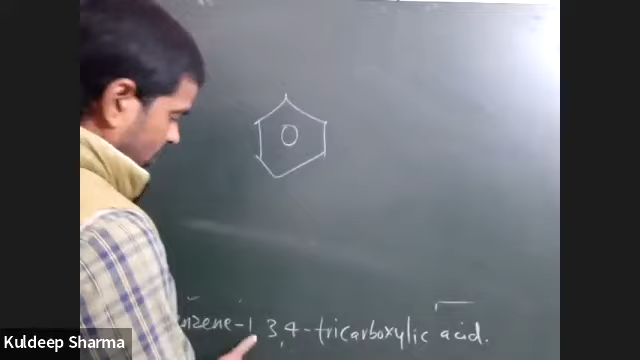 nzene-1 3,4-tricarboxylic acid.
Kuldeep Sharma